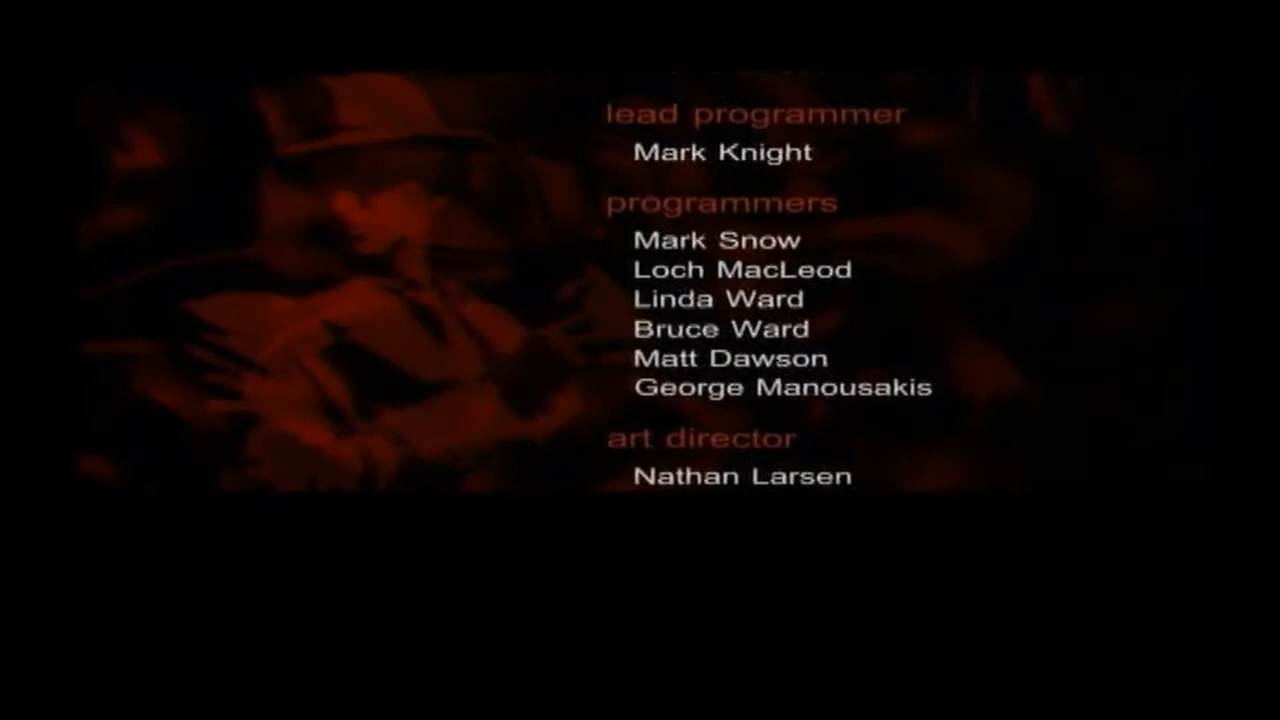 lead programmer
Mark Knight
programmers
Mark Snow
Loch MacLeod
Linda Ward
Bruce Ward
Matt Dawson
George Manousakis
art director
Nathan Larsen